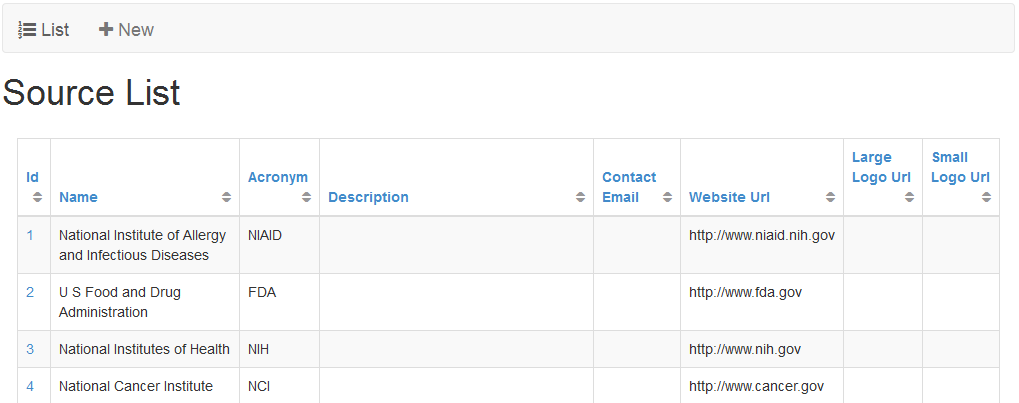 List New
Source List
Id Name Acronym Description Contact Email Website Url Large Logo Url Small Logo Url
1 National Institute of Allergy and Infectious Diseases NIAID http://www.niaid.nih.gov
2 U S Food and Drug Administration FDA http://www.fda.gov
3 National Institutes of Health NIH http://www.nih.gov
4 National Cancer Institute NCI http://www.cancer.gov